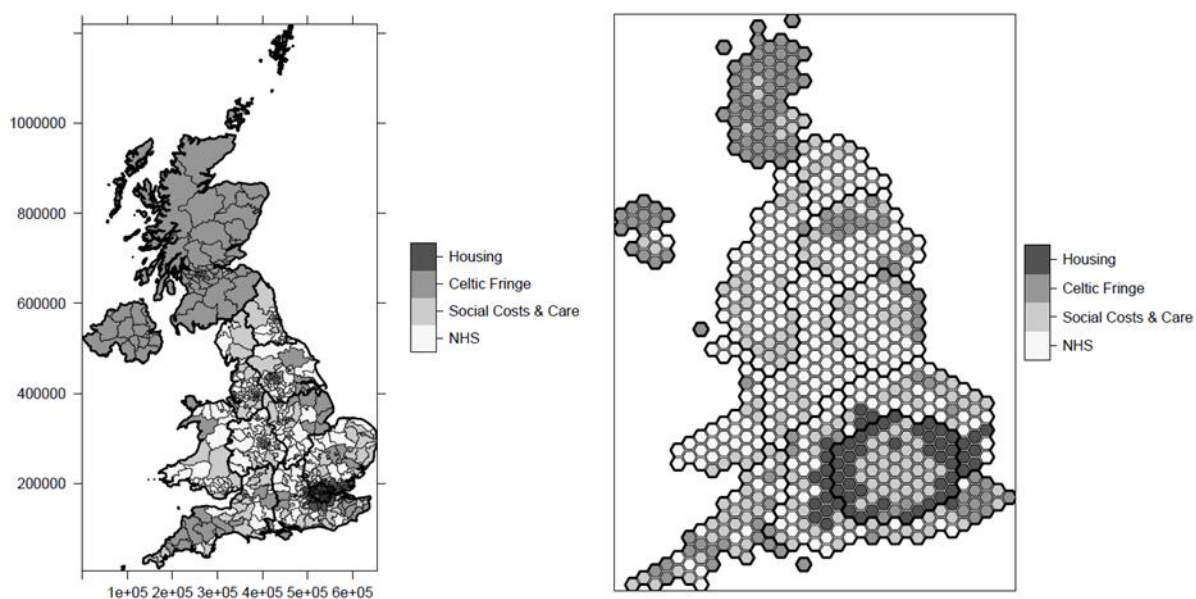 1000000
800000
600000
400000
200000
1e+05 2e+05 3e+05 4e+05 5e+05 6e+05
Housing
Celtic Fringe
Social Costs & Care
NHS
Housing
Celtic Fringe
Social Costs & Care
NHS